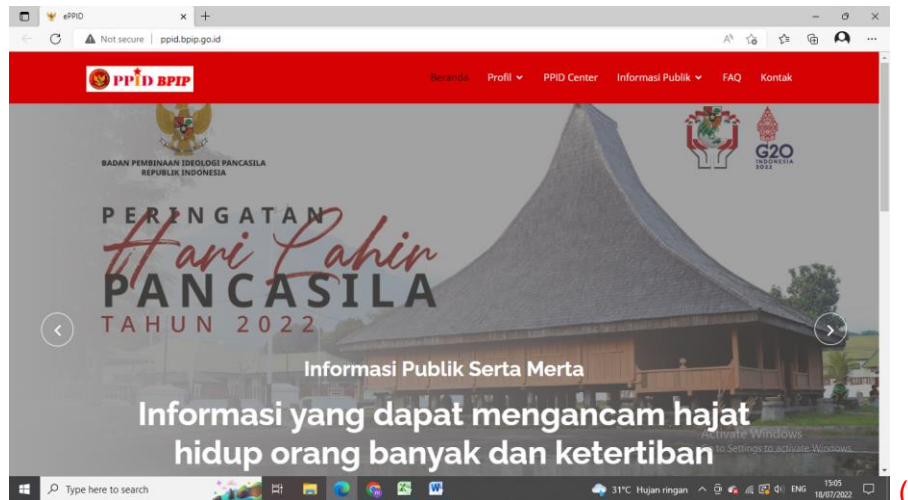 ePPID
Not secure
ppid.bpip.go.id
PPID BPIP
Beranda
Profil
PPID Center
Informasi Publik
FAQ
Kontak
BADAN PEMBINAAN IDEOLOGI PANCASILA
REPUBLIK INDONESIA
G20
INDONESIA
2022
PERINGATAN
Hari Lahir
PANCASILA
TAHUN 2022
Informasi Publik Serta Merta
Informasi yang dapat mengancam hajat
hidup orang banyak dan ketertiban
Activate Windows
Go to Settings to activate Windows.
Type here to search
31°C Hujan ringan
ENG
15:05
18/07/2022
(